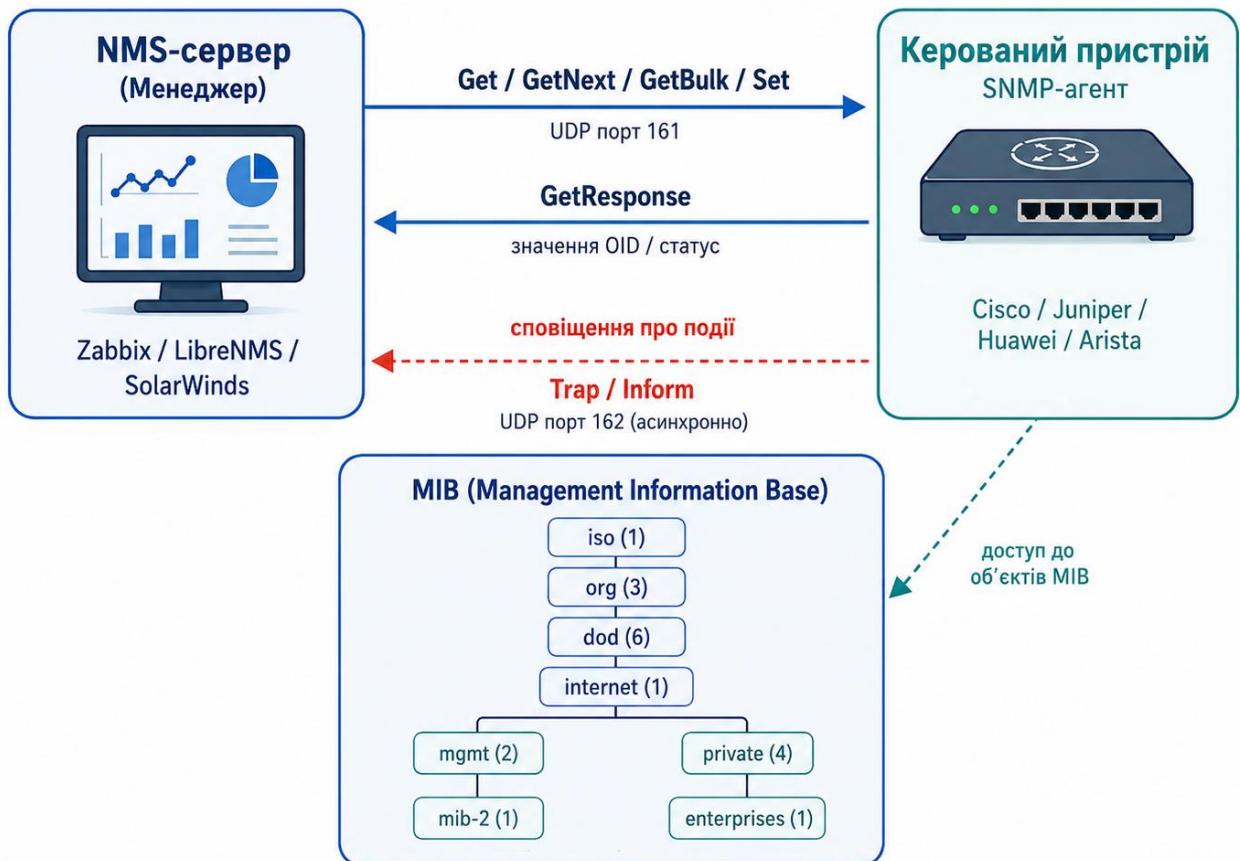 NMS-сервер
(Менеджер)
Zabbix / LibreNMS /
SolarWinds
Get / GetNext / GetBulk / Set
UDP порт 161
GetResponse
значення OID / статус
сповіщення про події
Trap / Inform
UDP порт 162 (асинхронно)
Керований пристрій
SNMP-агент
Cisco / Juniper /
Huawei / Arista
доступ до
об’єктів MIB
MIB (Management Information Base)
iso (1)
org (3)
dod (6)
internet (1)
mgmt (2)
private (4)
mib-2 (1)
enterprises (1)